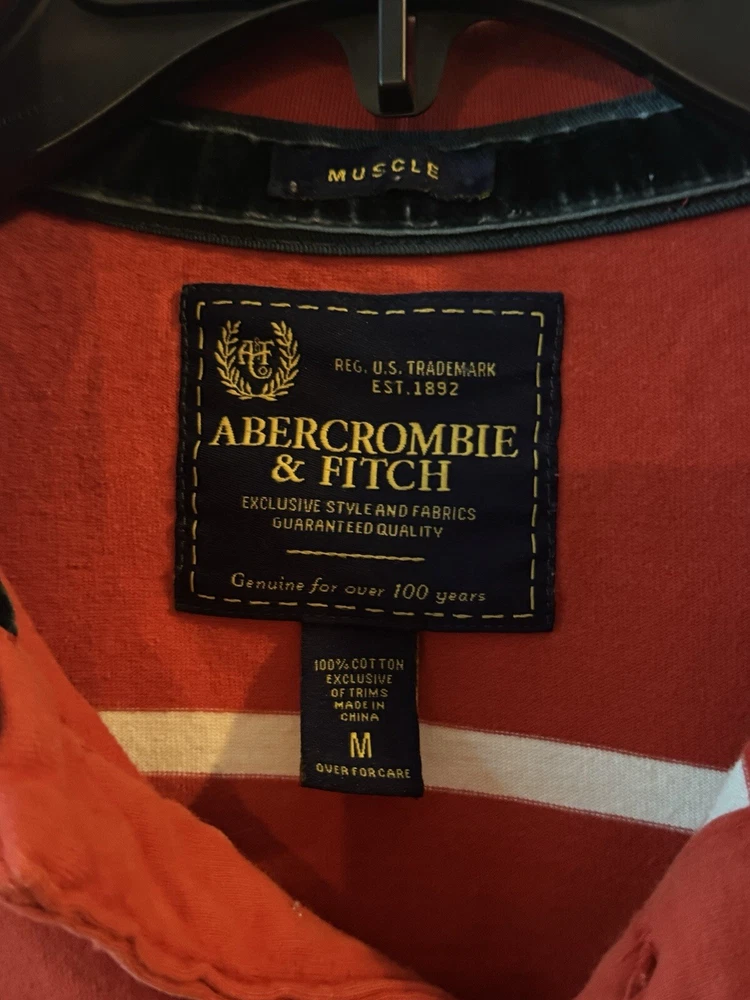 MUSCLE
A&F
Co
REG. U.S. TRADEMARK
EST.1892
ABERCROMBIE
& FITCH
EXCLUSIVE STYLE AND FABRICS
GUARANTEED QUALITY
Genuine for over 100 years
100% COTTON
EXCLUSIVE
OF TRIMS
MADE IN
CHINA
M
OVER FOR CARE